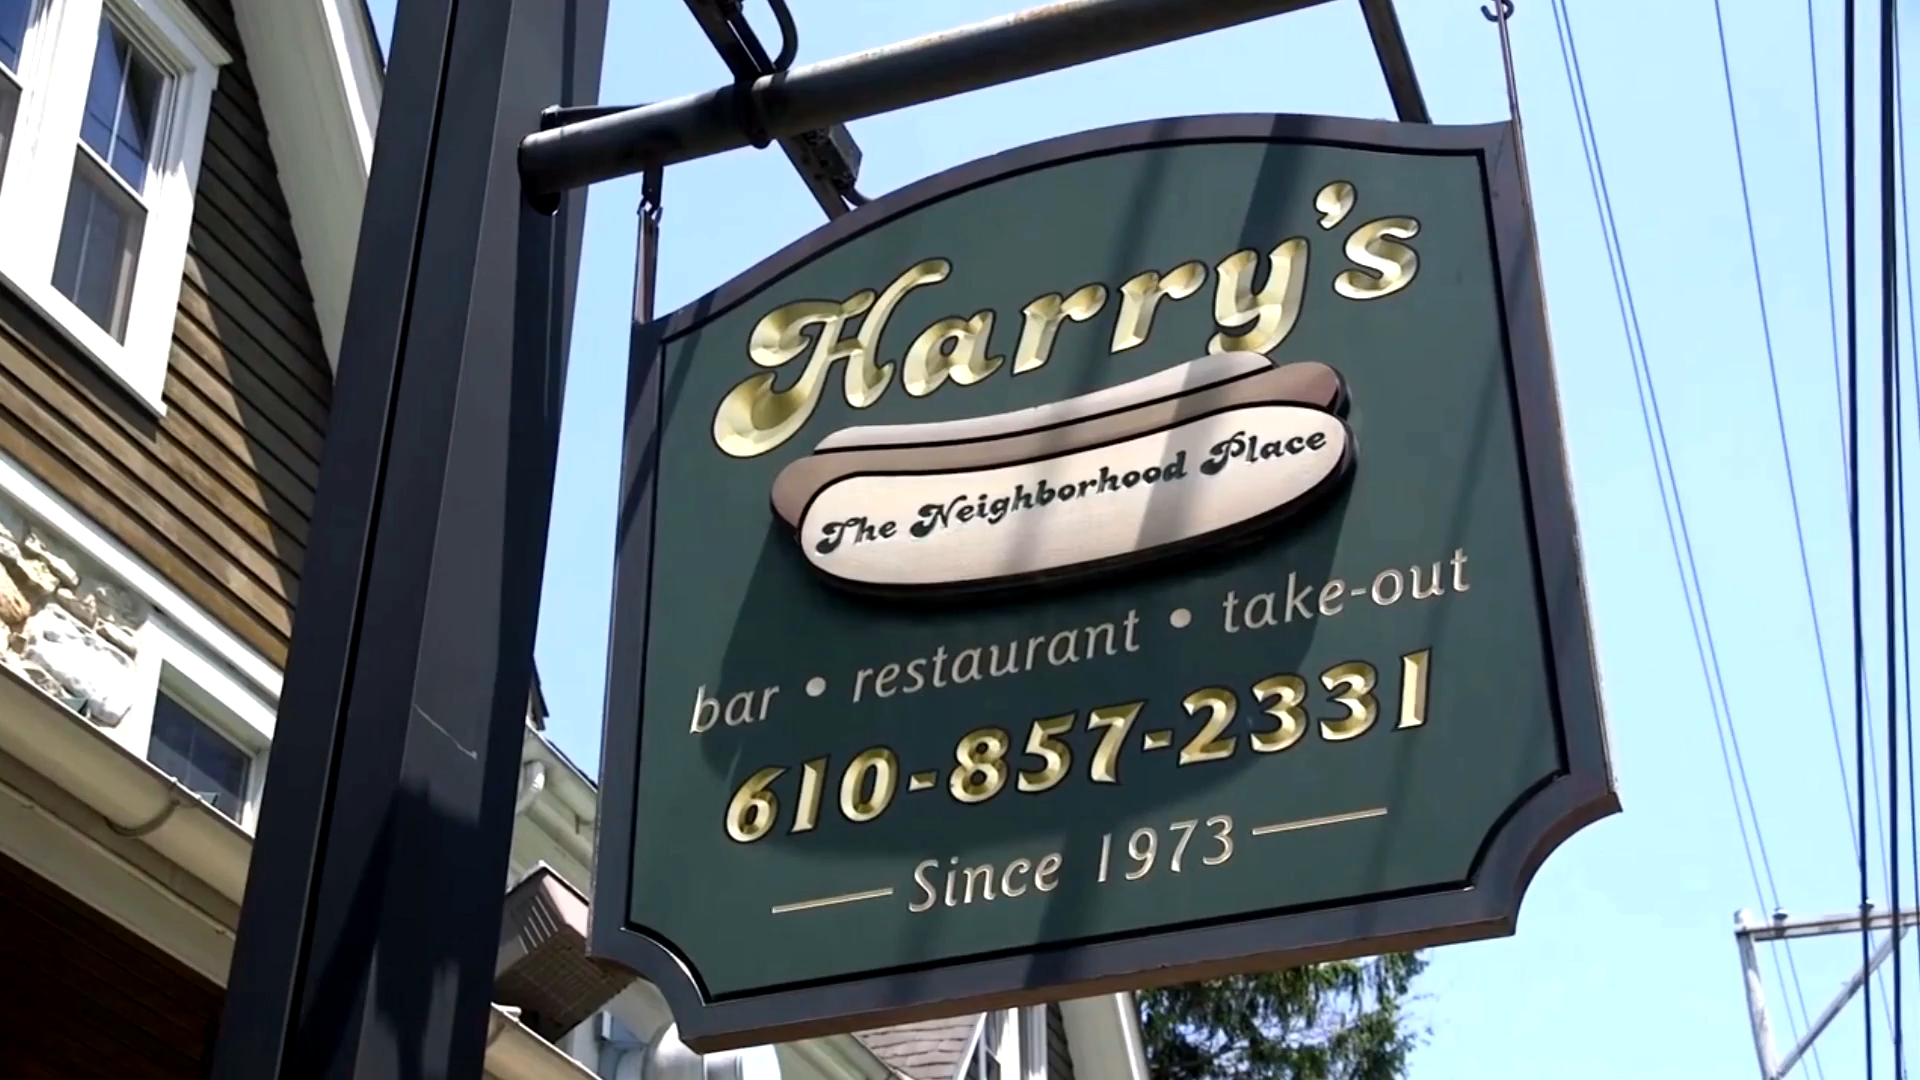 Harry's
The Neighborhood Place
bar • restaurant • take-out
610-857-2331
Since 1973